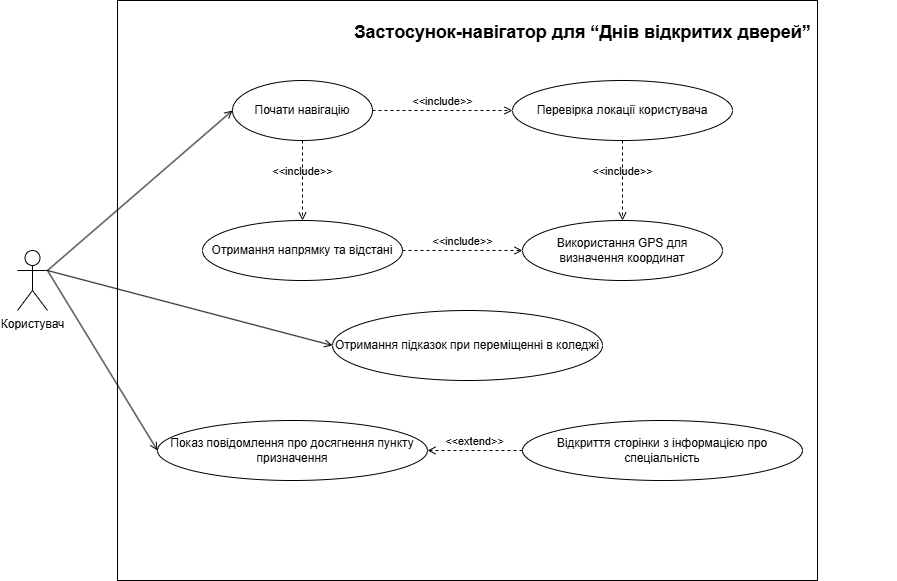 Застосунок-навігатор для “Днів відкритих дверей”
Почати навігацію
<<include>>
Перевірка локації користувача
<<include>>
<<include>>
Отримання напрямку та відстані
<<include>>
Використання GPS для
визначення координат
Користувач
Отримання підказок при переміщенні в коледжі
Показ повідомлення про досягнення пункту
призначення
<<extend>>
Відкриття сторінки з інформацією про
спеціальність